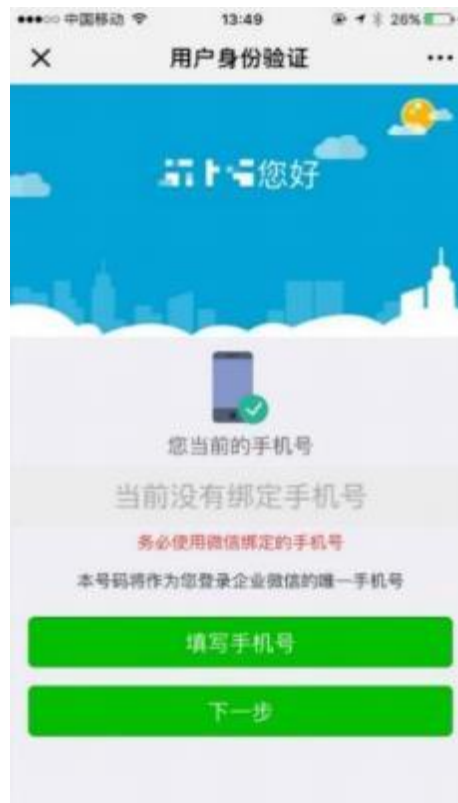 中国移动
13:49
26%
用户身份验证
您好
您当前的手机号
当前没有绑定手机号
务必使用微信绑定的手机号
本号码将作为您登录企业微信的唯一手机号
填写手机号
下一步